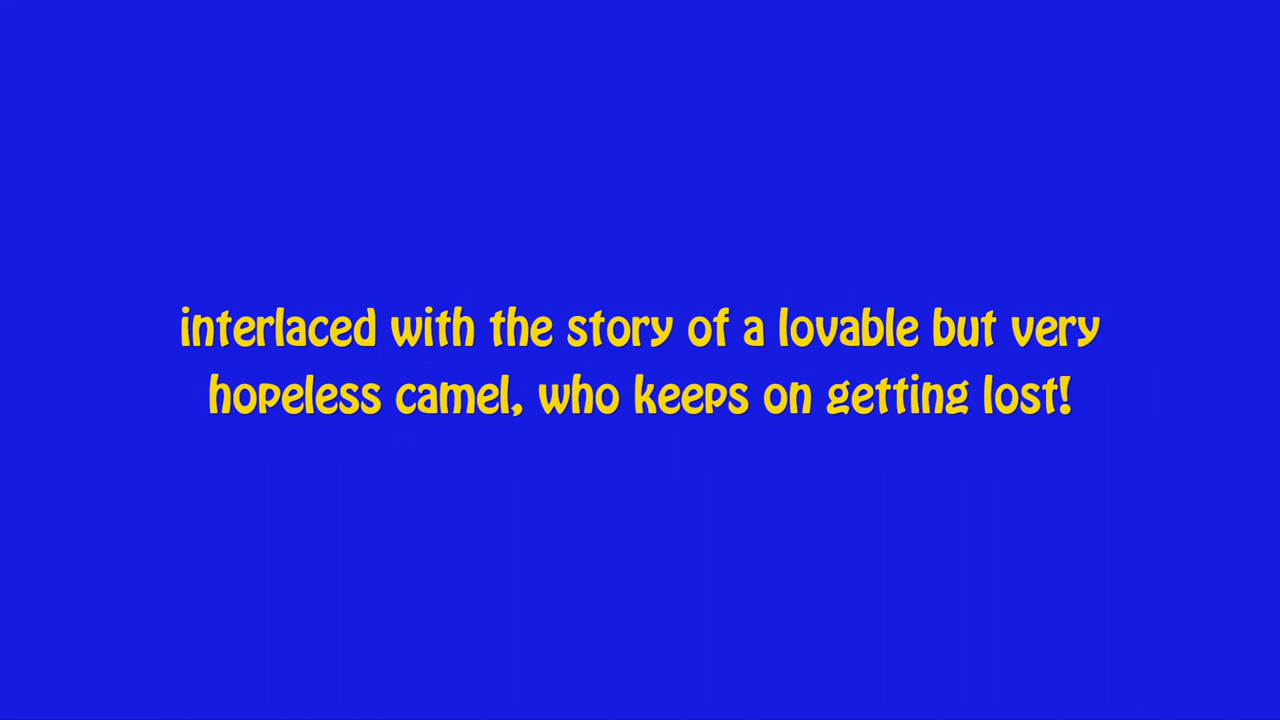 interlaced with the story of a lovable but very
hopeless camel, who keeps on getting lost!